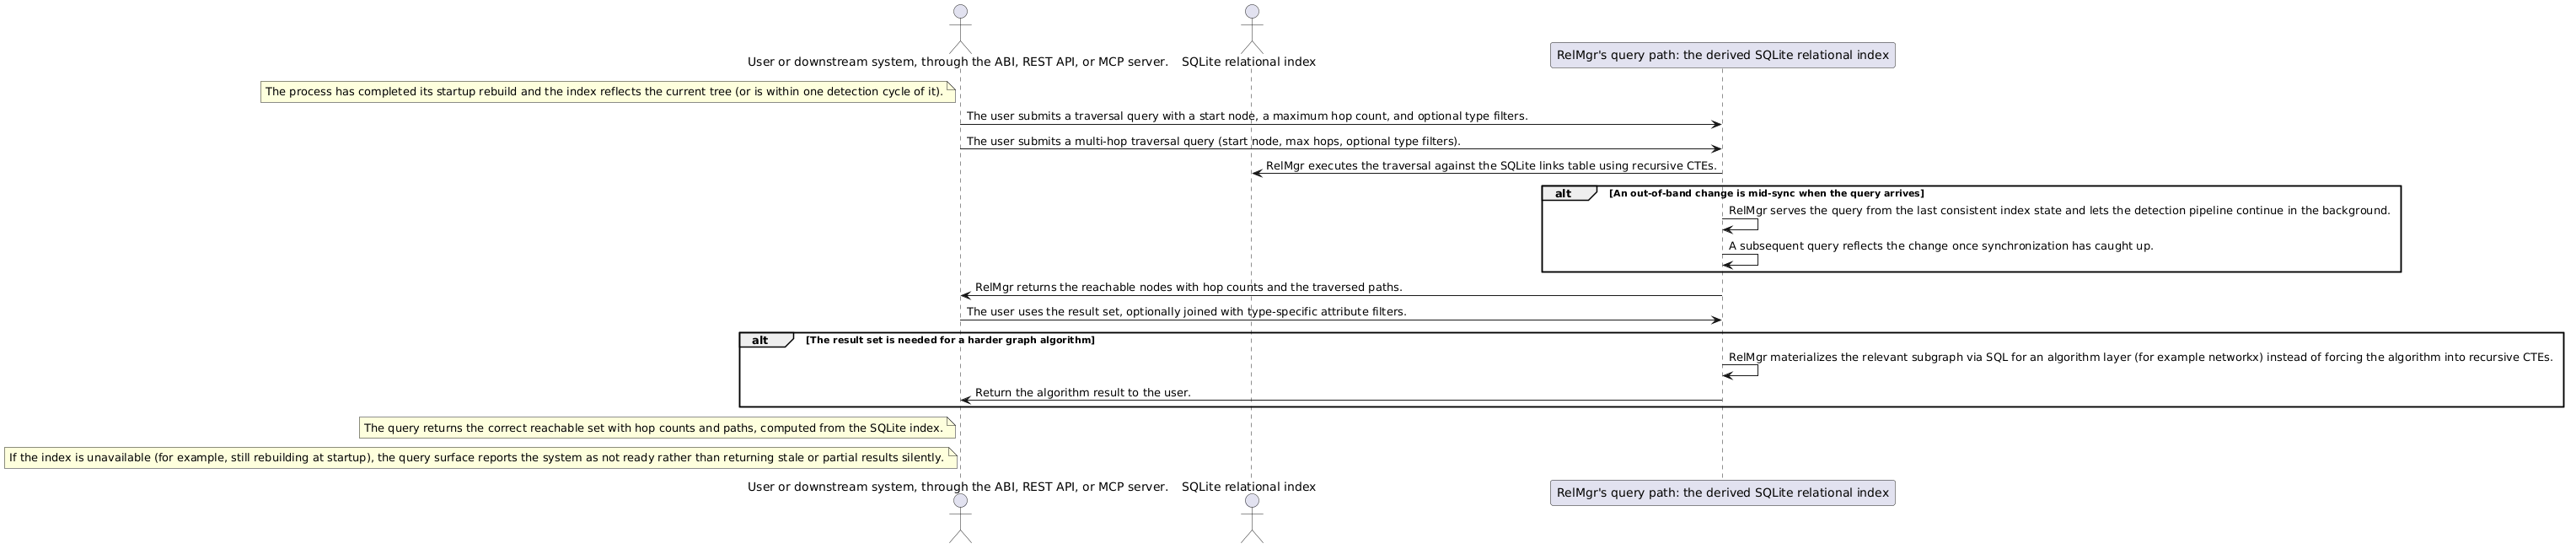 User or downstream system, through the ABI, REST API, or MCP server.
SQLite relational index
RelMgr's query path: the derived SQLite relational index
The process has completed its startup rebuild and the index reflects the current tree (or is within one detection cycle of it).
The user submits a traversal query with a start node, a maximum hop count, and optional type filters.
The user submits a multi-hop traversal query (start node, max hops, optional type filters).
RelMgr executes the traversal against the SQLite links table using recursive CTEs.
alt [An out-of-band change is mid-sync when the query arrives]
RelMgr serves the query from the last consistent index state and lets the detection pipeline continue in the background.
A subsequent query reflects the change once synchronization has caught up.
RelMgr returns the reachable nodes with hop counts and the traversed paths.
The user uses the result set, optionally joined with type-specific attribute filters.
alt [The result set is needed for a harder graph algorithm]
RelMgr materializes the relevant subgraph via SQL for an algorithm layer (for example networkx) instead of forcing the algorithm into recursive CTEs.
Return the algorithm result to the user.
The query returns the correct reachable set with hop counts and paths, computed from the SQLite index.
If the index is unavailable (for example, still rebuilding at startup), the query surface reports the system as not ready rather than returning stale or partial results silently.
User or downstream system, through the ABI, REST API, or MCP server.
SQLite relational index
RelMgr's query path: the derived SQLite relational index